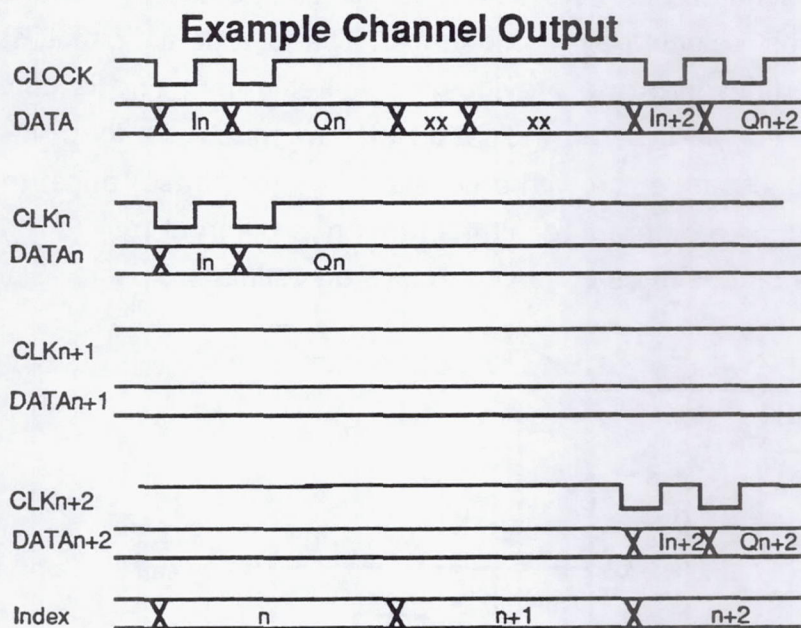 Example Channel Output
CLOCK
DATA In Qn xx xx In+2 Qn+2
CLKn
DATAn In Qn
CLKn+1
DATAn+1
CLKn+2
DATAn+2 In+2 Qn+2
Index n n+1 n+2